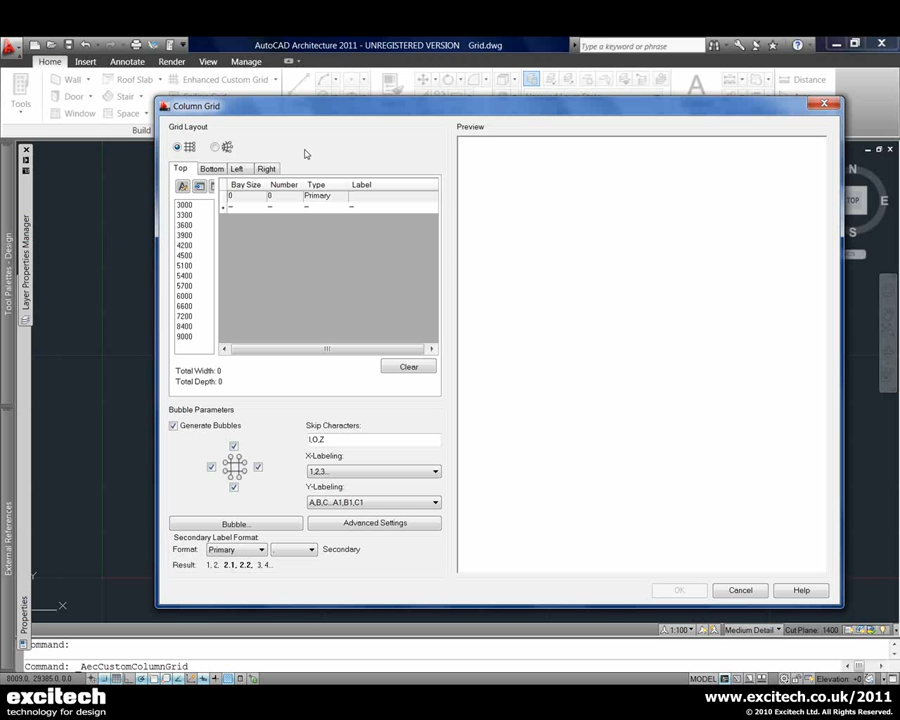 AutoCAD Architecture 2011 - UNREGISTERED VERSION Grid.dwg
Type a keyword or phrase
Home Insert Annotate Render View Manage
Tools
Wall
Roof Slab
Enhanced Custom Grid
Door
Stair
Window
Space
Build
Distance
Column Grid
Grid Layout
Preview
Top Bottom Left Right
Bay Size Number Type Label
0 0 Primary
* -- -- -- --
3000
3300
3600
3900
4200
4500
5100
5400
5700
6000
6600
7200
8400
9000
Total Width: 0
Total Depth: 0
Clear
Bubble Parameters
Generate Bubbles
Skip Characters:
I,O,Z
X-Labeling:
1,2,3...
Y-Labeling:
A,B,C...A1,B1,C1
Bubble...
Advanced Settings
Secondary Label Format:
Format: Primary . Secondary
Result: 1, 2, 2.1, 2.2, 3, 4...
OK Cancel Help
N
TOP
E
S
Tool Palettes - Design
Layer Properties Manager
External References
Properties
Y
X
1:100 Medium Detail Cut Plane: 1400
Command:
Command: _AecCustomColumnGrid
8009.0, 29385.0, 0.0
MODEL
Elevation: +0
excitech
technology for design
www.excitech.co.uk/2011
© 2010 Excitech Ltd. All Rights Reserved.